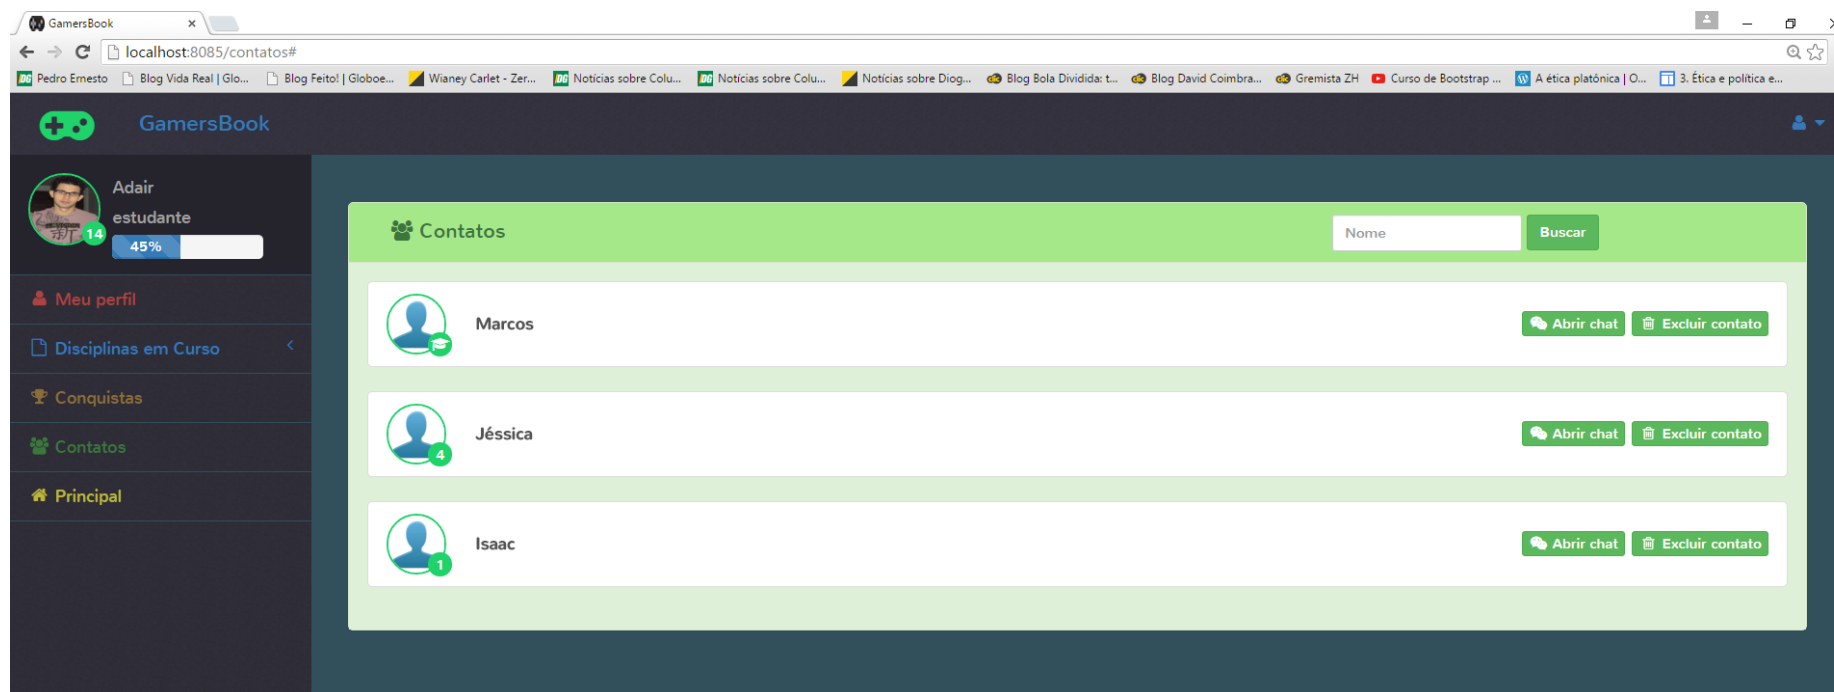 GamersBook
localhost:8085/contatos#
Pedro Ernesto Blog Vida Real | Glo... Blog Feito! | Globoe... Wianey Carlet - Zer... Notícias sobre Colu... Notícias sobre Colu... Notícias sobre Diog... Blog Bola Dividida: t... Blog David Coimbra... Gremista ZH Curso de Bootstrap ... A ética platônica | O... 3. Ética e política e...
GamersBook
Adair
estudante
14
45%
Meu perfil
Disciplinas em Curso
Conquistas
Contatos
Principal
Contatos Nome Buscar
Marcos Abrir chat Excluir contato
Jéssica Abrir chat Excluir contato
4
Isaac Abrir chat Excluir contato
1